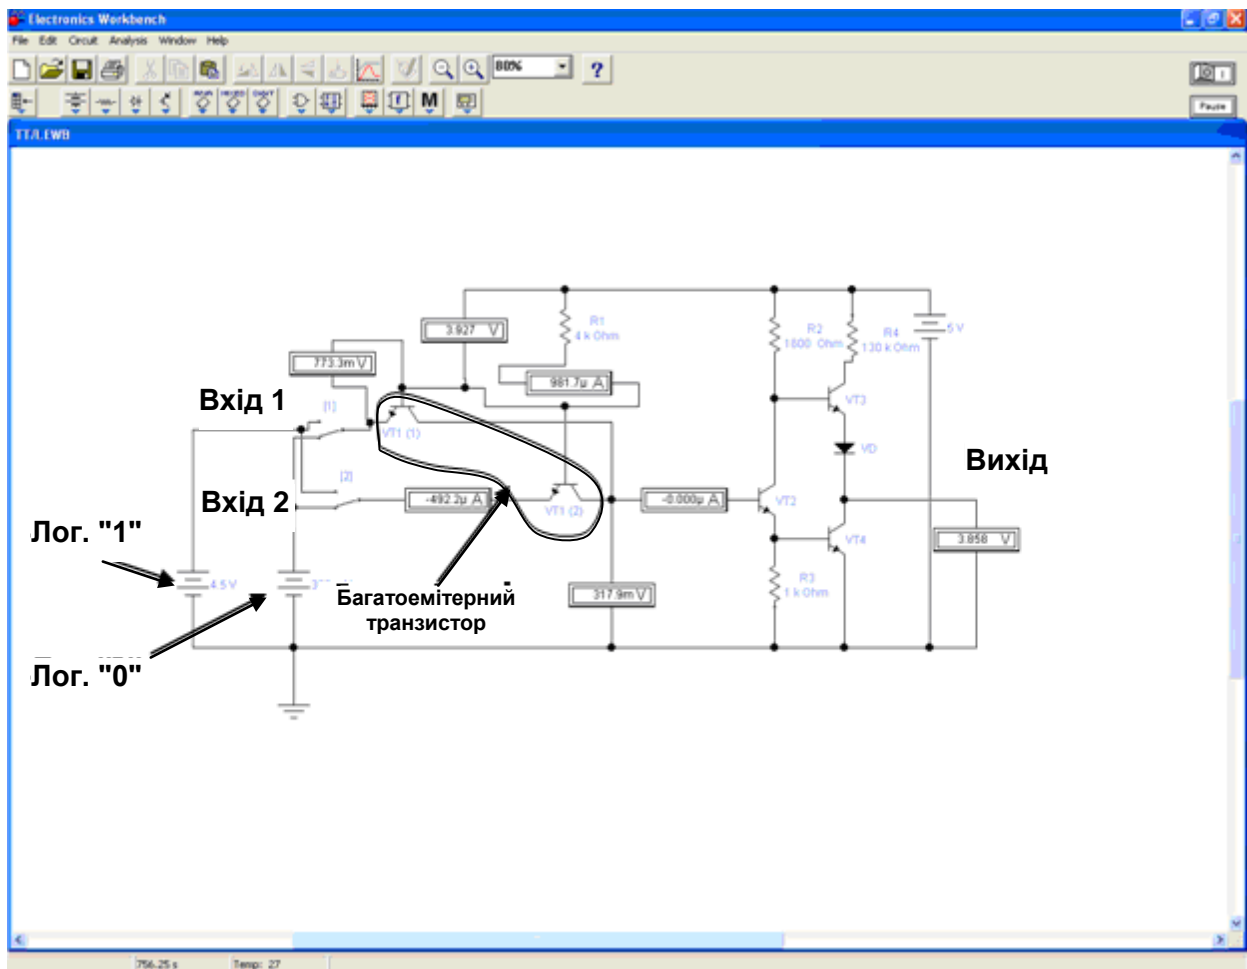 Electronics Workbench
File Edit Circuit Analysis Window Help
80%
?
M
Pause
TTL.EWB
3.927 V
R1
4 k Ohm
R2
1600 Ohm
R4
130 k Ohm
5 V
773.3m V
981.7µ A
Вхід 1
[1]
VT1 (1)
VT3
VD
Вихід
[2]
Вхід 2
-492.2µ A
VT1 (2)
-0.000µ A
VT2
VT4
3.858 V
Лог. "1"
4.5 V
Багатоемітерний
транзистор
317.9m V
R3
1 k Ohm
Лог. "0"
756.25 s
Temp: 27